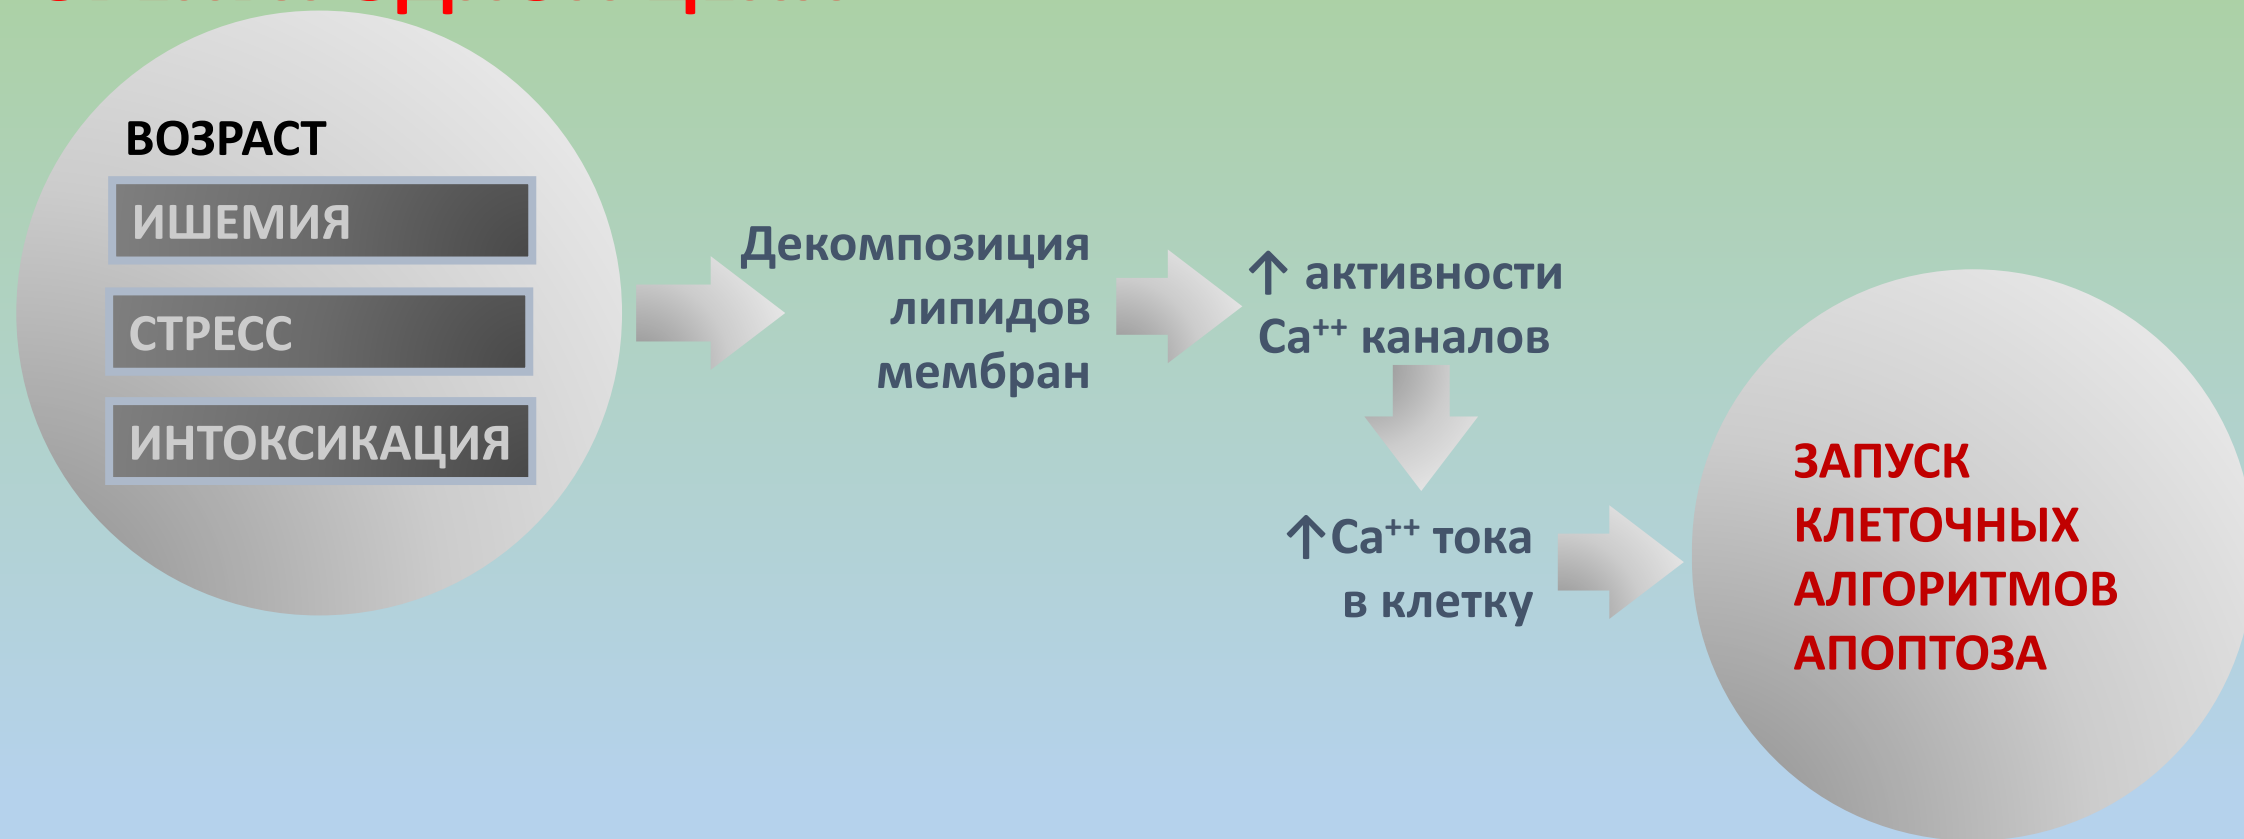 ВОЗРАСТ
ИШЕМИЯ
СТРЕСС
ИНТОКСИКАЦИЯ
Декомпозиция
липидов
мембран
↑ активности
Ca⁺⁺ каналов
↑Ca⁺⁺ тока
в клетку
ЗАПУСК
КЛЕТОЧНЫХ
АЛГОРИТМОВ
АПОПТОЗА